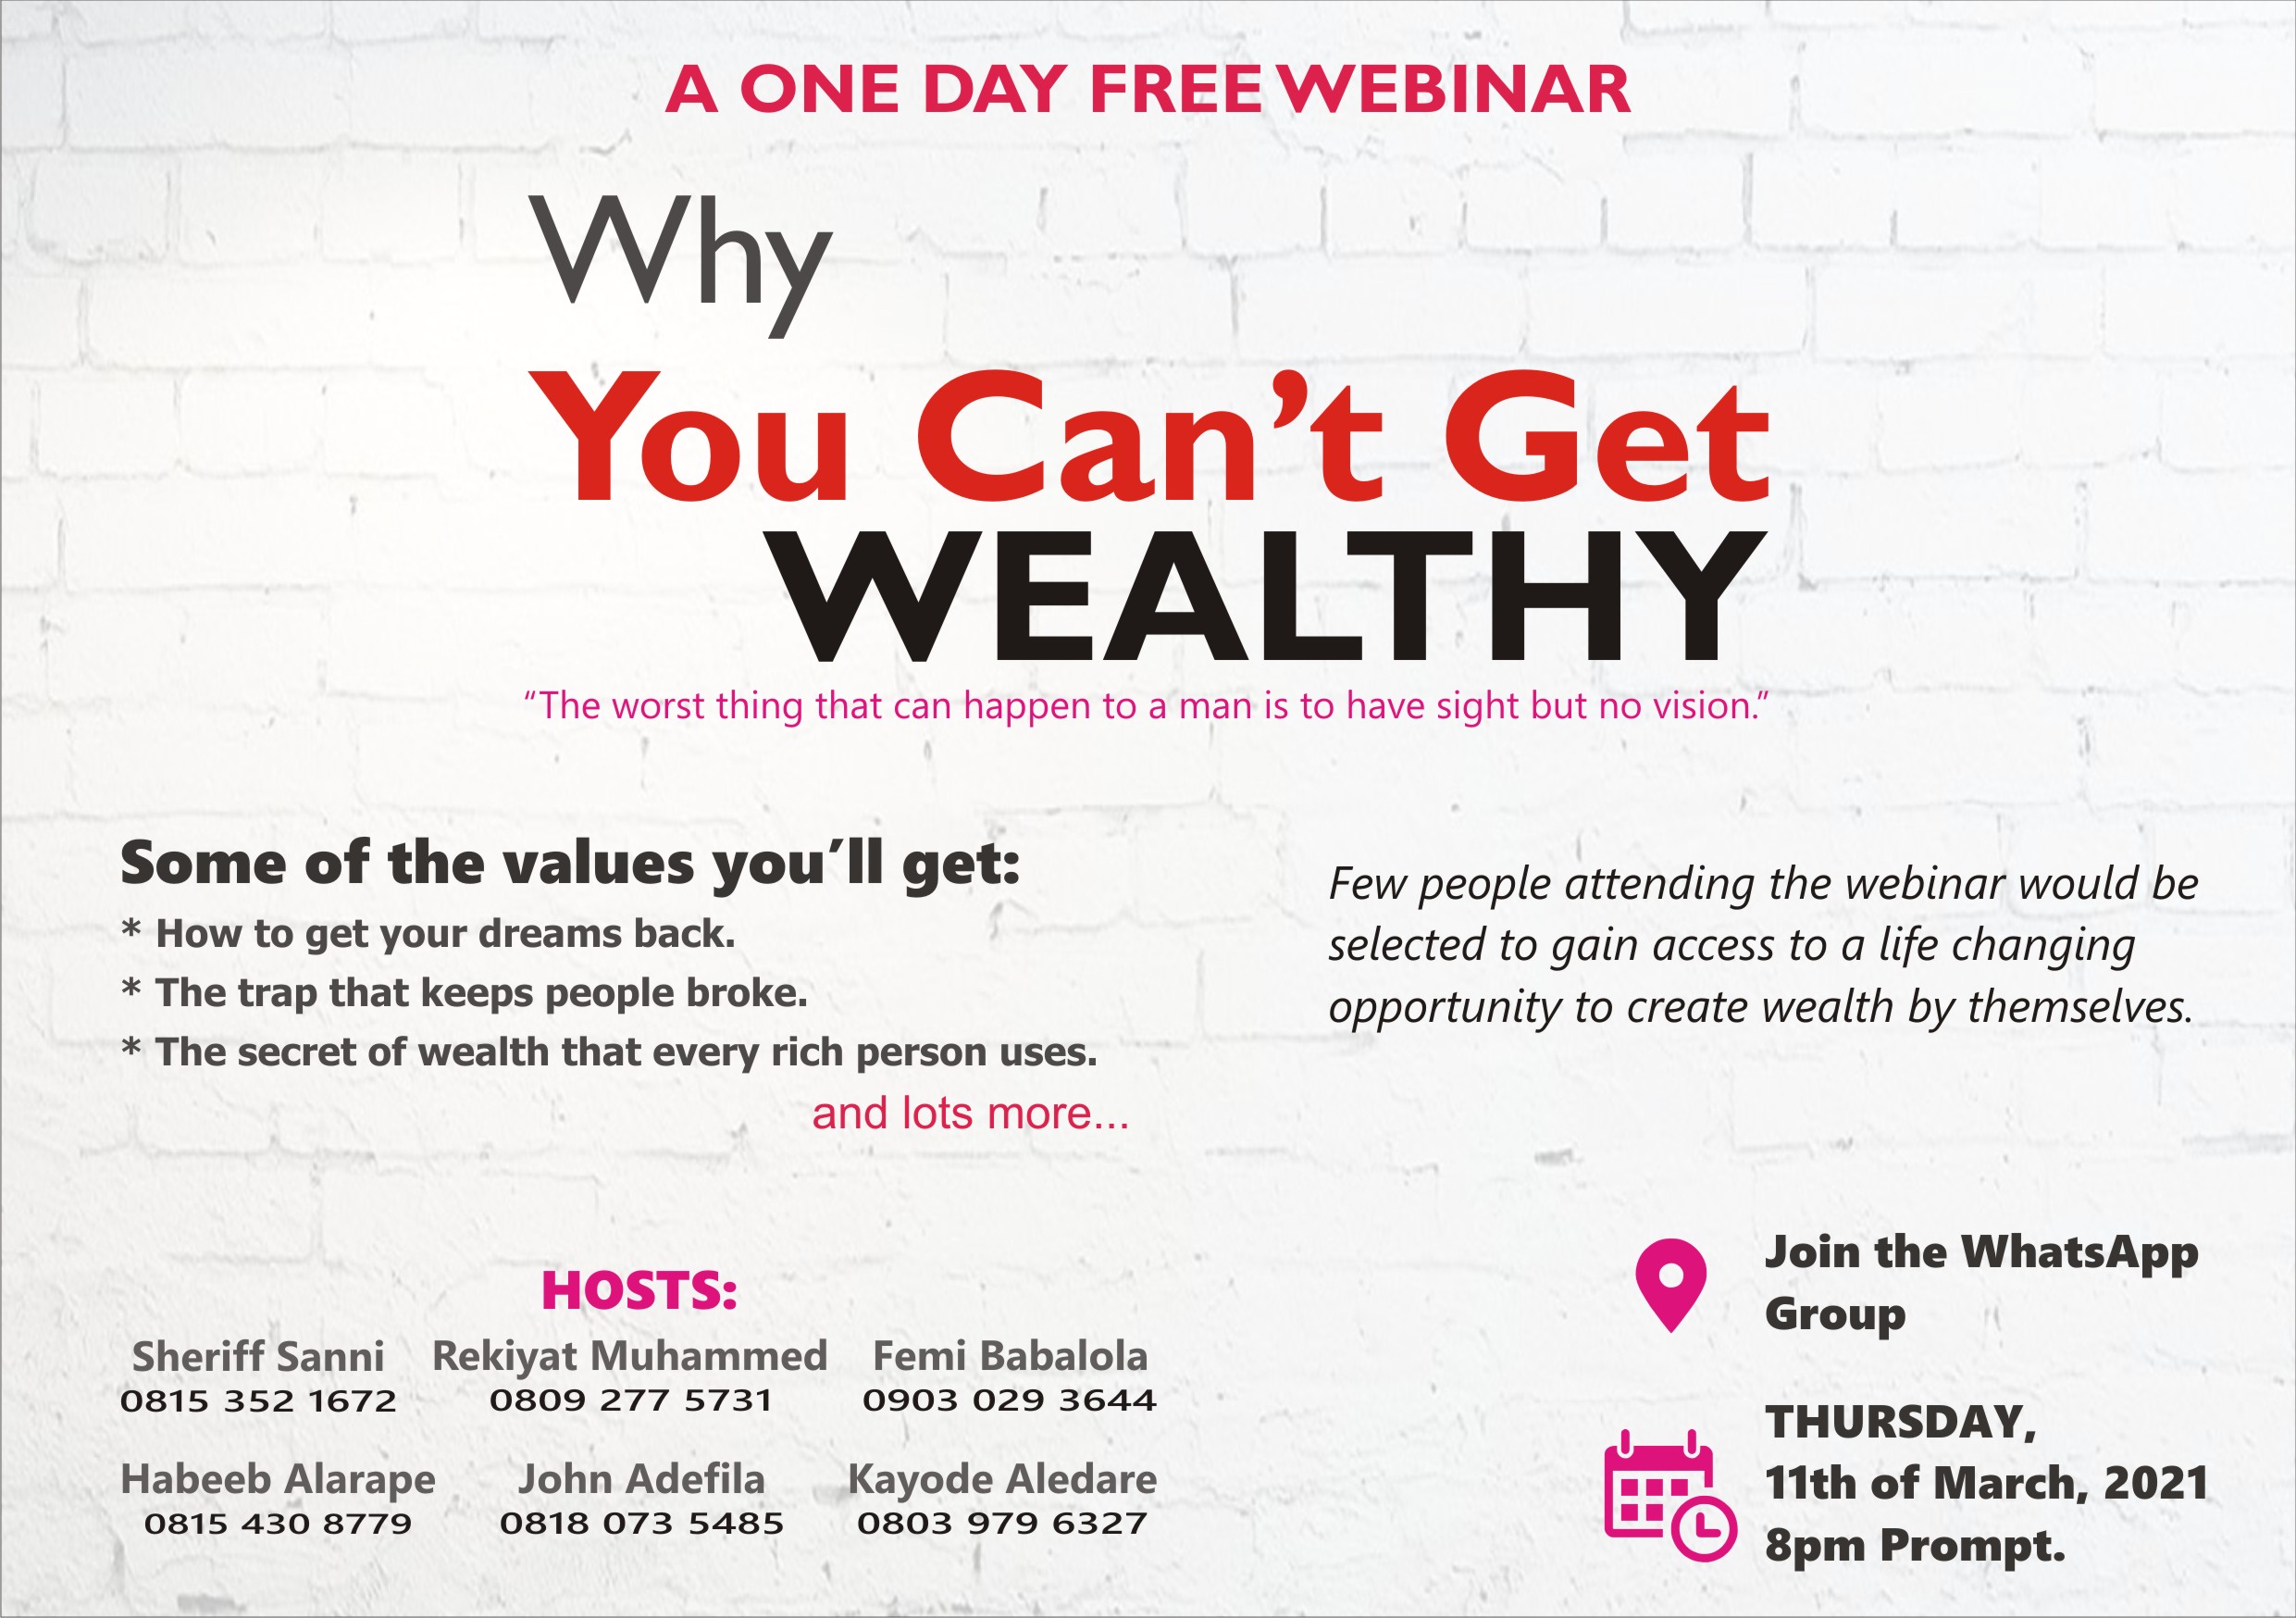 A ONE DAY FREE WEBINAR
Why
You Can’t Get
WEALTHY
“The worst thing that can happen to a man is to have sight but no vision.”
Some of the values you’ll get:
* How to get your dreams back.
* The trap that keeps people broke.
* The secret of wealth that every rich person uses.
and lots more...
Few people attending the webinar would be
selected to gain access to a life changing
opportunity to create wealth by themselves.
HOSTS:
Sheriff Sanni Rekiyat Muhammed Femi Babalola
0815 352 1672 0809 277 5731 0903 029 3644
Habeeb Alarape John Adefila Kayode Aledare
0815 430 8779 0818 073 5485 0803 979 6327
Join the WhatsApp
Group
THURSDAY,
11th of March, 2021
8pm Prompt.